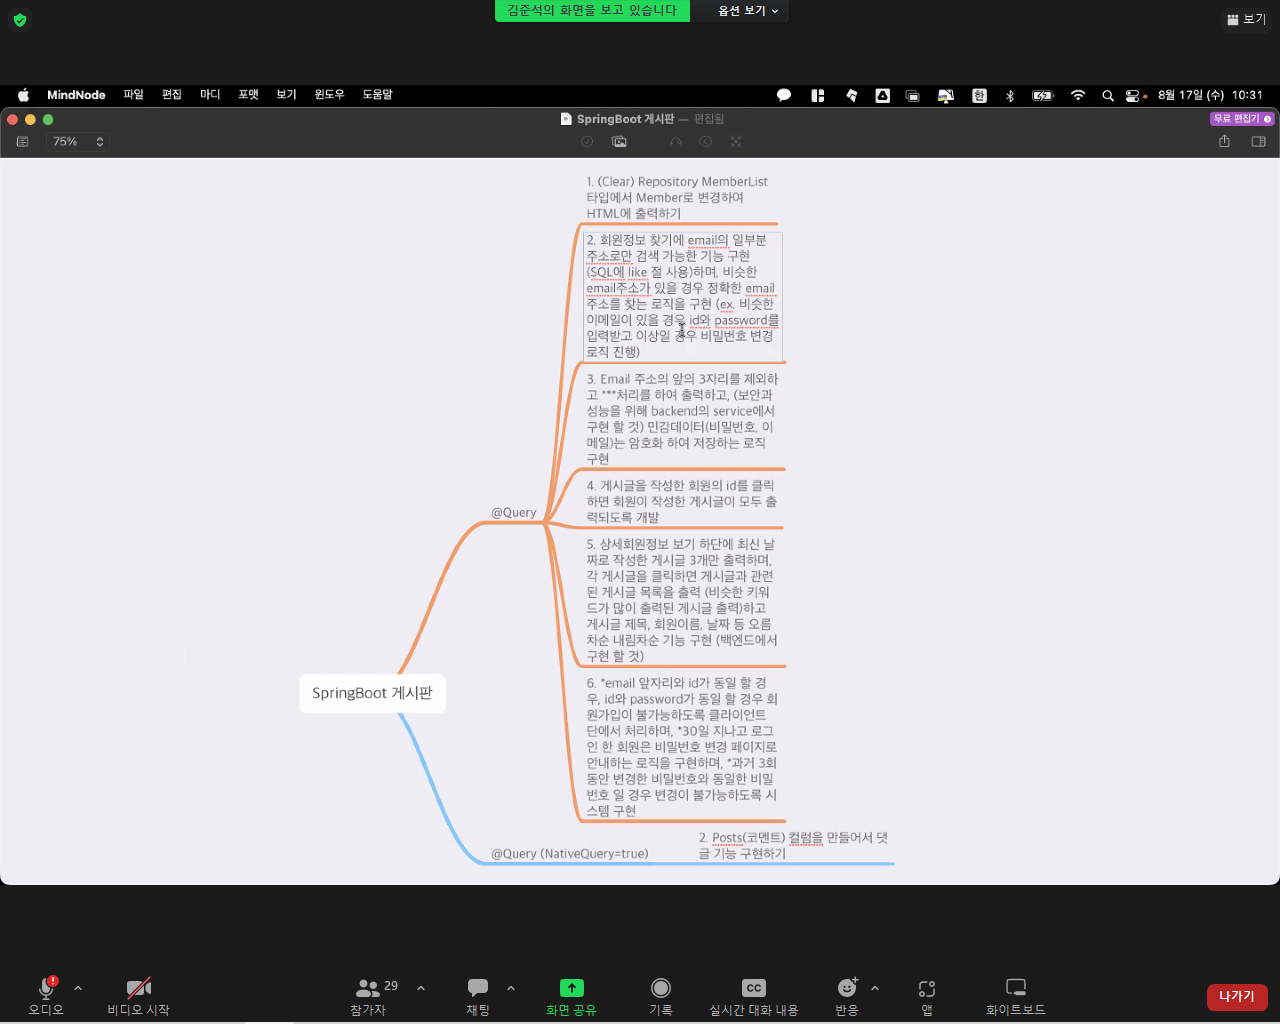 김준석의 화면을 보고 있습니다
옵션 보기
보기
MindNode 파일 편집 마디 포맷 보기 윈도우 도움말
한
8월 17일 (수) 10:31
SpringBoot 게시판 — 편집됨
무료 편집기
75%
1. (Clear) Repository MemberList
타입에서 Member로 변경하여
HTML에 출력하기
2. 회원정보 찾기에 email의 일부분
주소로만 검색 가능한 기능 구현
(SQL에 like 절 사용)하며, 비슷한
email주소가 있을 경우 정확한 email
주소를 찾는 로직을 구현 (ex. 비슷한
이메일이 있을 경우 id와 password를
입력받고 이상일 경우 비밀번호 변경
로직 진행)
3. Email 주소의 앞의 3자리를 제외하
고 ***처리를 하여 출력하고, (보안과
성능을 위해 backend의 service에서
구현 할 것) 민감데이터(비밀번호, 이
메일)는 암호화 하여 저장하는 로직
구현
4. 게시글을 작성한 회원의 id를 클릭
하면 회원이 작성한 게시글이 모두 출
력되도록 개발
@Query
5. 상세회원정보 보기 하단에 최신 날
짜로 작성한 게시글 3개만 출력하며,
각 게시글을 클릭하면 게시글과 관련
된 게시글 목록을 출력 (비슷한 키워
드가 많이 출력된 게시글 출력)하고
게시글 제목, 회원이름, 날짜 등 오름
차순 내림차순 기능 구현 (백엔드에서
구현 할 것)
SpringBoot 게시판
6. *email 앞자리와 id가 동일 할 경
우, id와 password가 동일 할 경우 회
원가입이 불가능하도록 클라이언트
단에서 처리하며, *30일 지나고 로그
인 한 회원은 비밀번호 변경 페이지로
안내하는 로직을 구현하며, *과거 3회
동안 변경한 비밀번호와 동일한 비밀
번호 일 경우 변경이 불가능하도록 시
스템 구현
@Query (NativeQuery=true)
2. Posts(코멘트) 컬럼을 만들어서 댓
글 기능 구현하기
29
CC
오디오 비디오 시작 참가자 채팅 화면 공유 기록 실시간 대화 내용 반응 앱 화이트보드
나가기